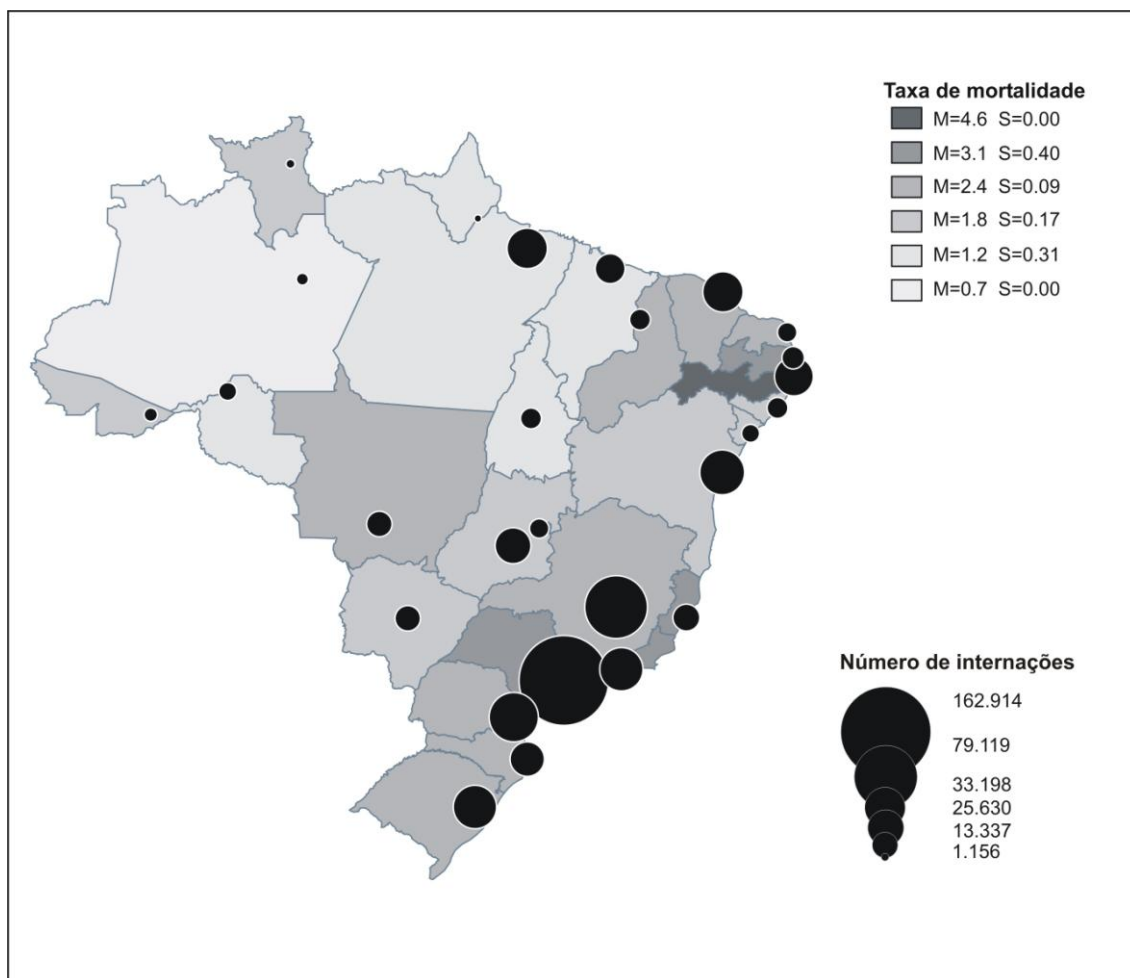 Taxa de mortalidade
M=4.6 S=0.00
M=3.1 S=0.40
M=2.4 S=0.09
M=1.8 S=0.17
M=1.2 S=0.31
M=0.7 S=0.00
Número de internações
162.914
79.119
33.198
25.630
13.337
1.156